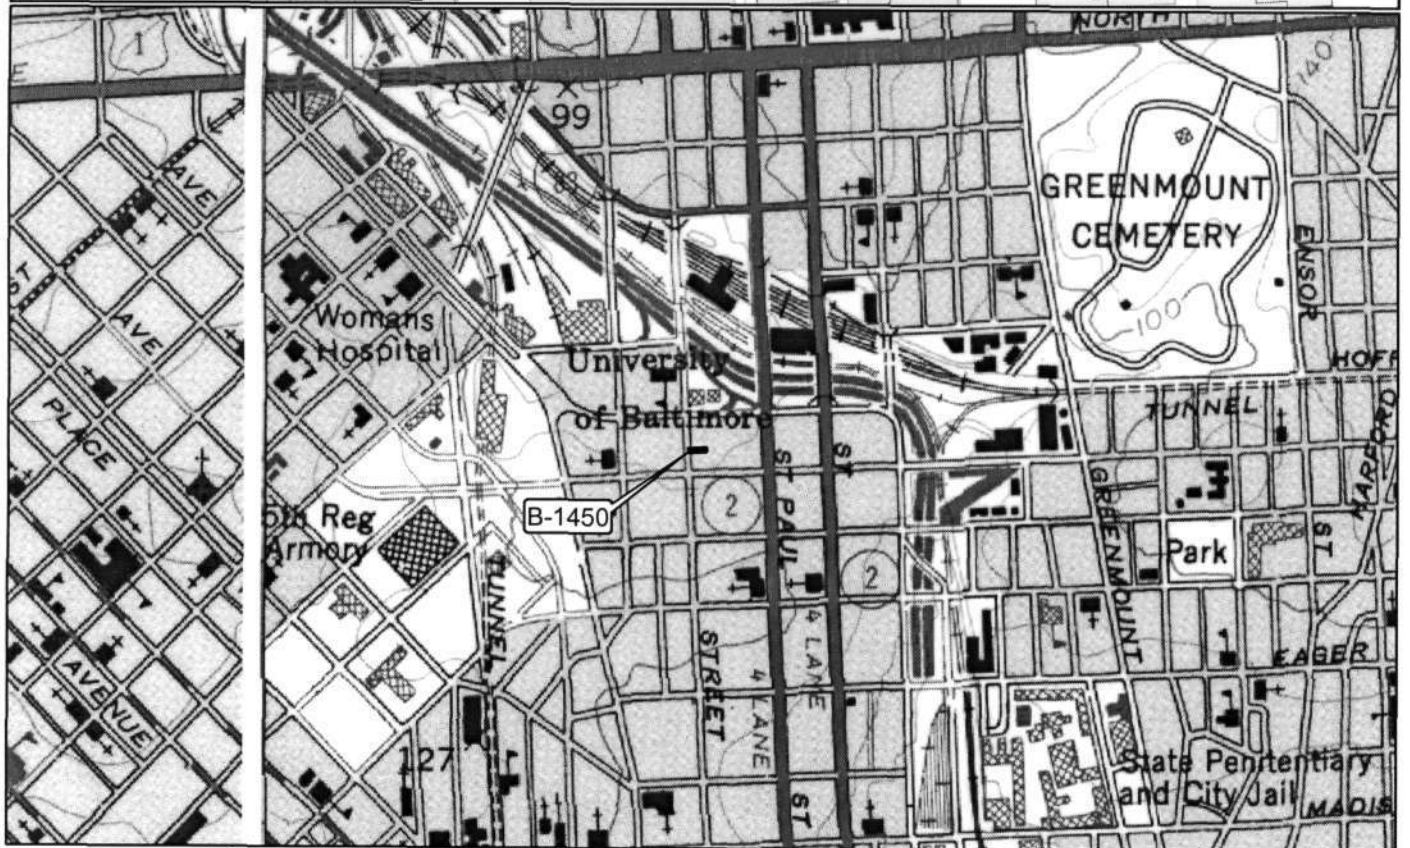 NORTH
1
1
E
99
140
AVE
GREENMOUNT
CEMETERY
ENSOR
ST
AVE
Womans
Hospital
100
University
of Baltimore
HOFF
TUNNEL
PLACE
HARFORD
ST
ST PAUL
B-1450
2
GREENMOUNT
5th Reg
Armory
Park
ST
2
TUNNEL
4 LANE
STREET
4 LANE
EAGER
AVENUE
127
State Penitentiary
and City Jail
MADIS
ST